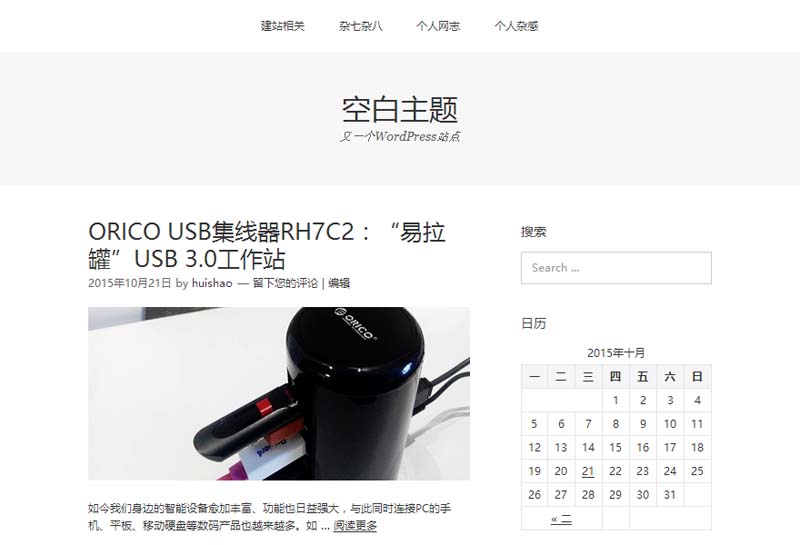 建站相关 杂七杂八 个人网志 个人杂感
空白主题
又一个WordPress站点
ORICO USB集线器RH7C2：“易拉
罐”USB 3.0工作站
2015年10月21日 by huishao — 留下您的评论 | 编辑
ORICO
如今我们身边的智能设备愈加丰富、功能也日益强大，与此同时连接PC的手
机、平板、移动硬盘等数码产品也越来越多。如 ... 阅读更多
搜索
Search ...
日历
2015年十月
一 二 三 四 五 六 日
1 2 3 4
5 6 7 8 9 10 11
12 13 14 15 16 17 18
19 20 21 22 23 24 25
26 27 28 29 30 31
« 二